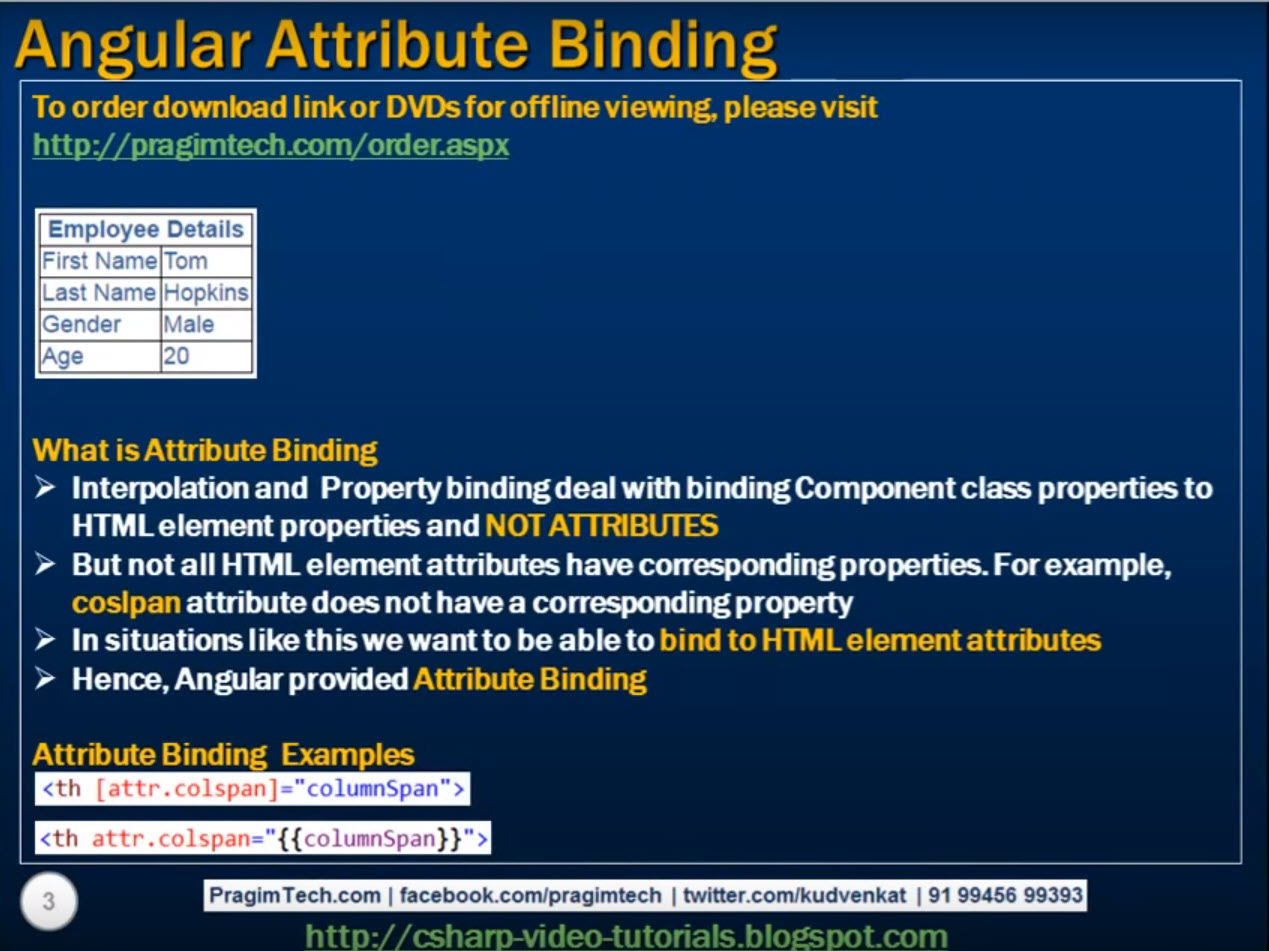 Angular Attribute Binding
To order download link or DVDs for offline viewing, please visit
http://pragimtech.com/order.aspx
Employee Details
First Name Tom
Last Name Hopkins
Gender Male
Age 20
What is Attribute Binding
➢ Interpolation and Property binding deal with binding Component class properties to
HTML element properties and NOT ATTRIBUTES
➢ But not all HTML element attributes have corresponding properties. For example,
coslpan attribute does not have a corresponding property
➢ In situations like this we want to be able to bind to HTML element attributes
➢ Hence, Angular provided Attribute Binding
Attribute Binding Examples
<th [attr.colspan]="columnSpan">
<th attr.colspan="{{columnSpan}}">
3
PragimTech.com | facebook.com/pragimtech | twitter.com/kudvenkat | 91 99456 99393
http://csharp-video-tutorials.blogspot.com